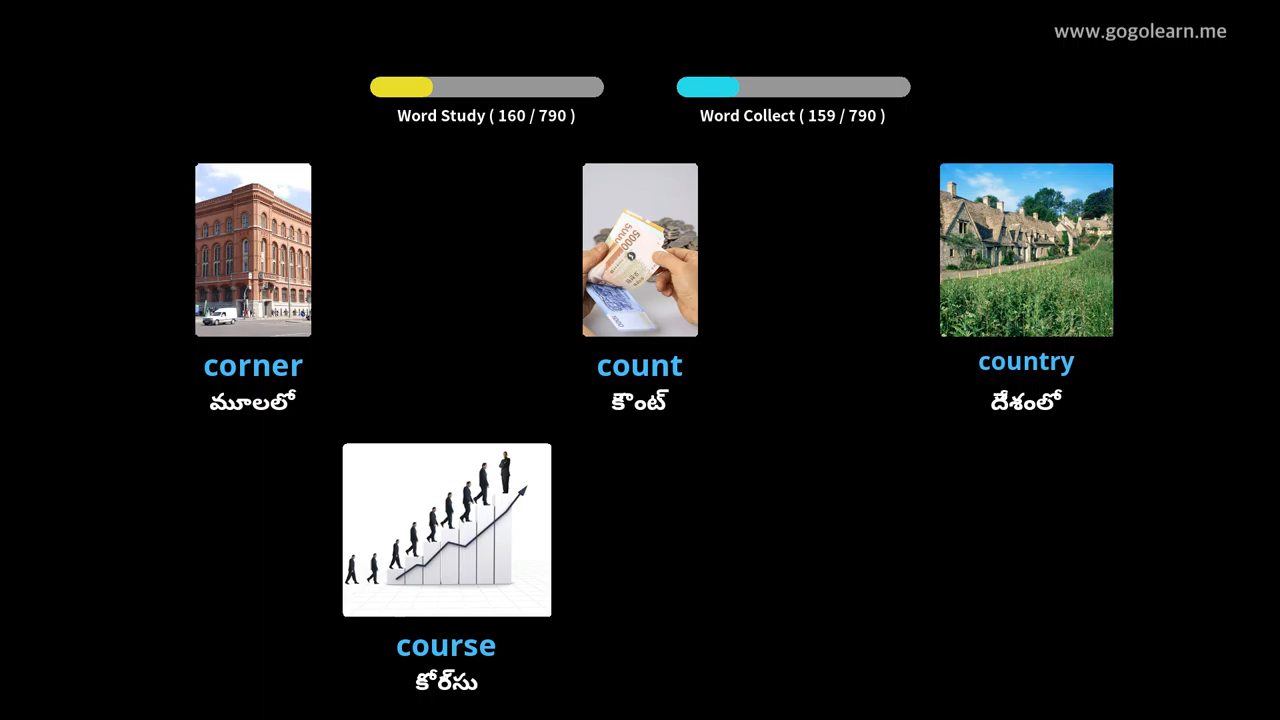 www.gogolearn.me
Word Study ( 160 / 790 )
Word Collect ( 159 / 790 )
corner
count
country
మూలలో
కౌంట్
దేశంలో
course
కోర్సు